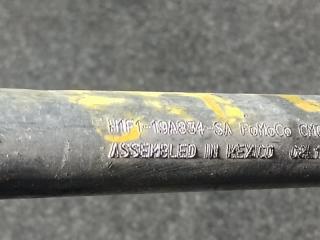 -19A834-SA FoMoCo
ASSEMBLED IN MEXICO